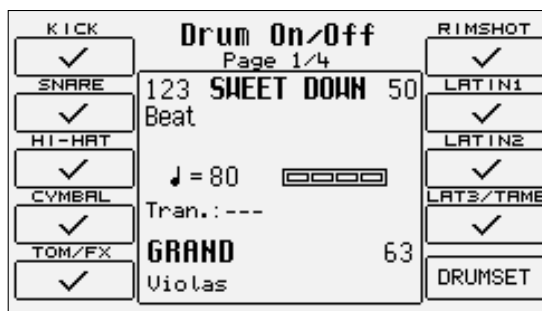 Drum On/Off
Page 1/4
KICK
SNARE
HI-HAT
CYMBAL
TOM/FX
123 SWEET DOWN 50
Beat
♩=80
Tran.:---
GRAND 63
Violas
RIMSHOT
LATIN1
LATIN2
LAT3/TAMB
DRUMSET